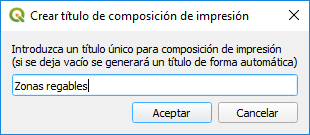 Crear título de composición de impresión
Introduzca un título único para composición de impresión
(si se deja vacío se generará un título de forma automática)
Zonas regables
Aceptar
Cancelar